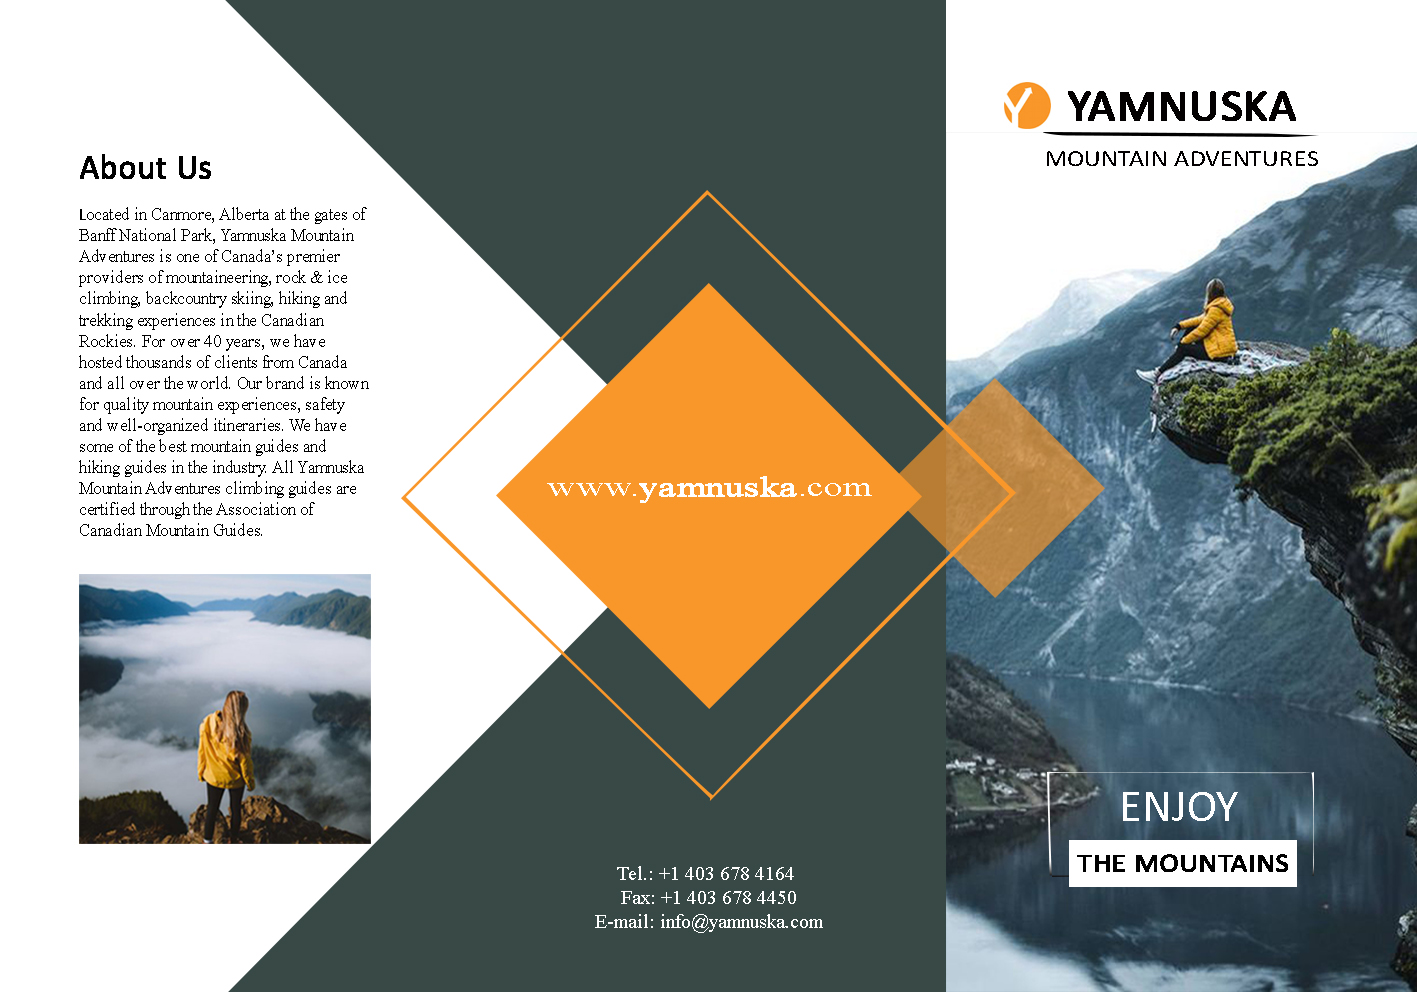 About Us
Located in Canmore, Alberta at the gates of
Banff National Park, Yamnuska Mountain
Adventures is one of Canada’s premier
providers of mountaineering, rock & ice
climbing, backcountry skiing, hiking and
trekking experiences in the Canadian
Rockies. For over 40 years, we have
hosted thousands of clients from Canada
and all over the world. Our brand is known
for quality mountain experiences, safety
and well-organized itineraries. We have
some of the best mountain guides and
hiking guides in the industry. All Yamnuska
Mountain Adventures climbing guides are
certified through the Association of
Canadian Mountain Guides.
www.yamnuska.com
Tel.: +1 403 678 4164
Fax: +1 403 678 4450
E-mail: info@yamnuska.com
YAMNUSKA
MOUNTAIN ADVENTURES
ENJOY
THE MOUNTAINS